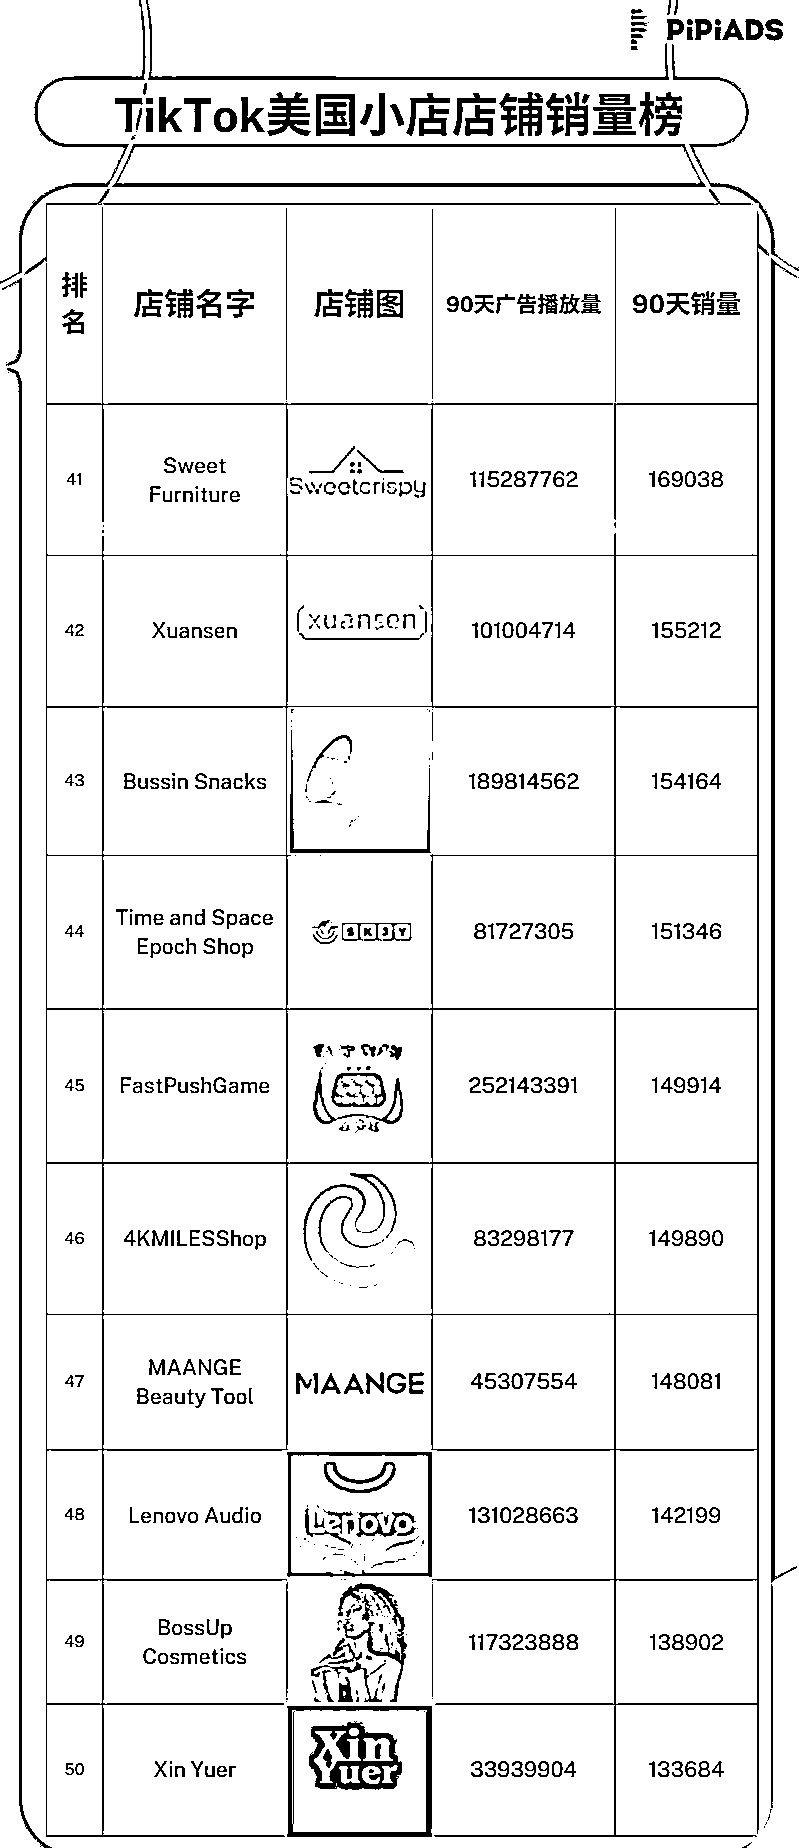 PiPiADS
TikTok美国小店店铺销量榜
排名 店铺名字 店铺图 90天广告播放量 90天销量
41 Sweet Furniture Sweetcrispy 115287762 169038
42 Xuansen xuansen 101004714 155212
43 Bussin Snacks 189814562 154164
44 Time and Space Epoch Shop SKJY 81727305 151346
45 FastPushGame 252143391 149914
46 4KMILESShop 83298177 149890
47 MAANGE Beauty Tool MAANGE 45307554 148081
48 Lenovo Audio Lenovo 131028663 142199
49 BossUp Cosmetics 117323888 138902
50 Xin Yuer Xin Yuer 33939904 133684